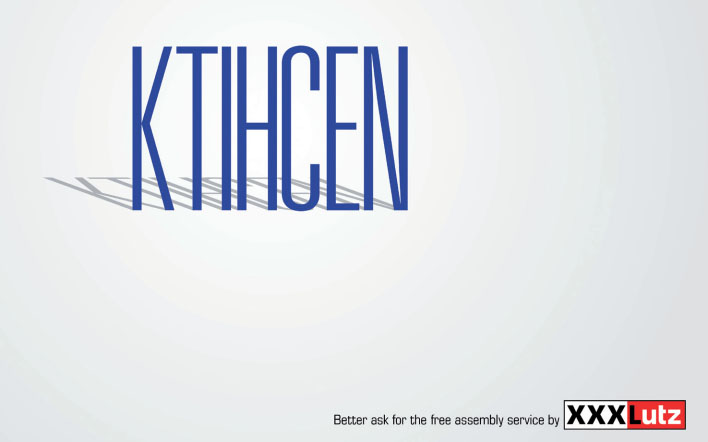 KTIHCEN
Better ask for the free assembly service by XXXLutz